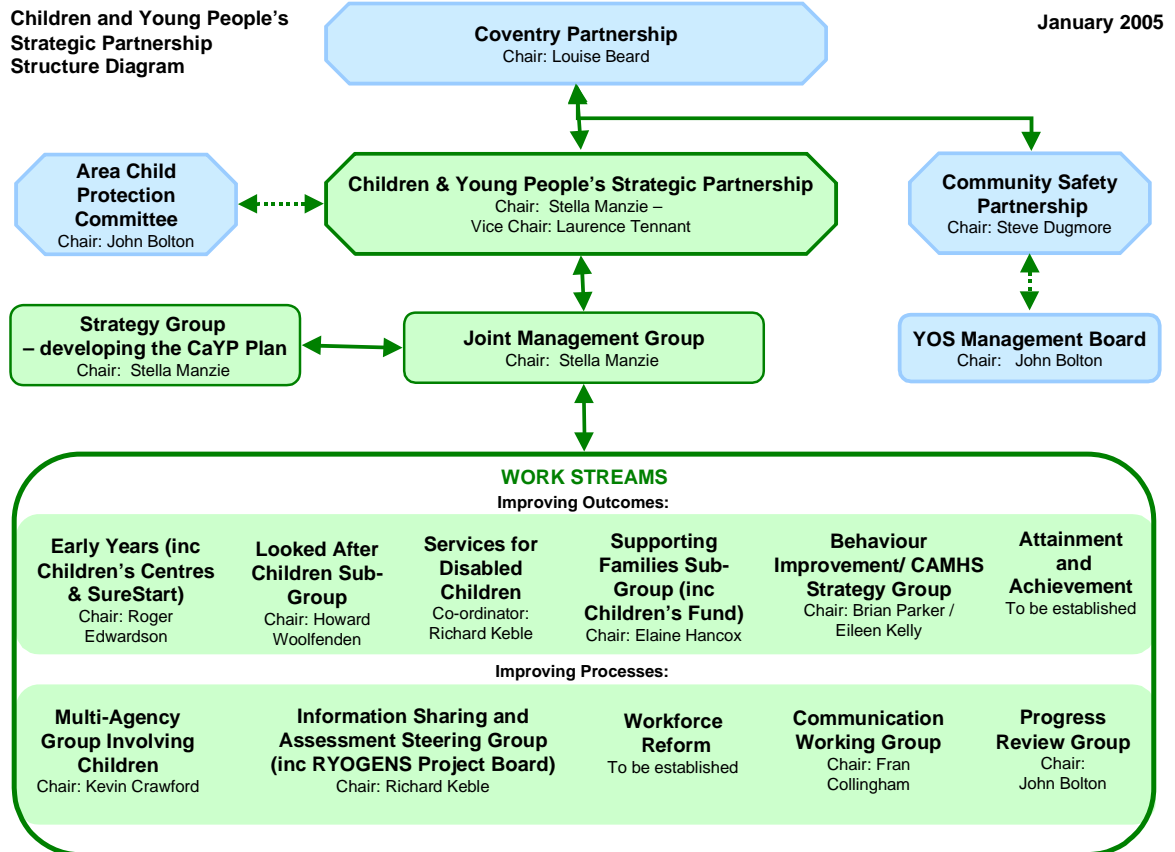 Children and Young People's
Strategic Partnership
Structure Diagram
January 2005
Coventry Partnership
Chair: Louise Beard
Area Child
Protection
Committee
Chair: John Bolton
Children & Young People's Strategic Partnership
Chair:  Stella Manzie –
Vice Chair: Laurence Tennant
Community Safety
Partnership
Chair: Steve Dugmore
Strategy Group
– developing the CaYP Plan
Chair:  Stella Manzie
Joint Management Group
Chair: Stella Manzie
YOS Management Board
Chair:   John Bolton
WORK STREAMS
Improving Outcomes:
Early Years (inc
Children's Centres
& SureStart)
Chair: Roger
Edwardson
Looked After
Children Sub-
Group
Chair: Howard
Woolfenden
Services for
Disabled
Children
Co-ordinator:
Richard Keble
Supporting
Families Sub-
Group (inc
Children's Fund)
Chair: Elaine Hancox
Behaviour
Improvement/ CAMHS
Strategy Group
Chair: Brian Parker /
Eileen Kelly
Attainment
and
Achievement
To be established
Improving Processes:
Multi-Agency
Group Involving
Children
Chair: Kevin Crawford
Information Sharing and
Assessment Steering Group
(inc RYOGENS Project Board)
Chair: Richard Keble
Workforce
Reform
To be established
Communication
Working Group
Chair: Fran
Collingham
Progress
Review Group
Chair:
John Bolton